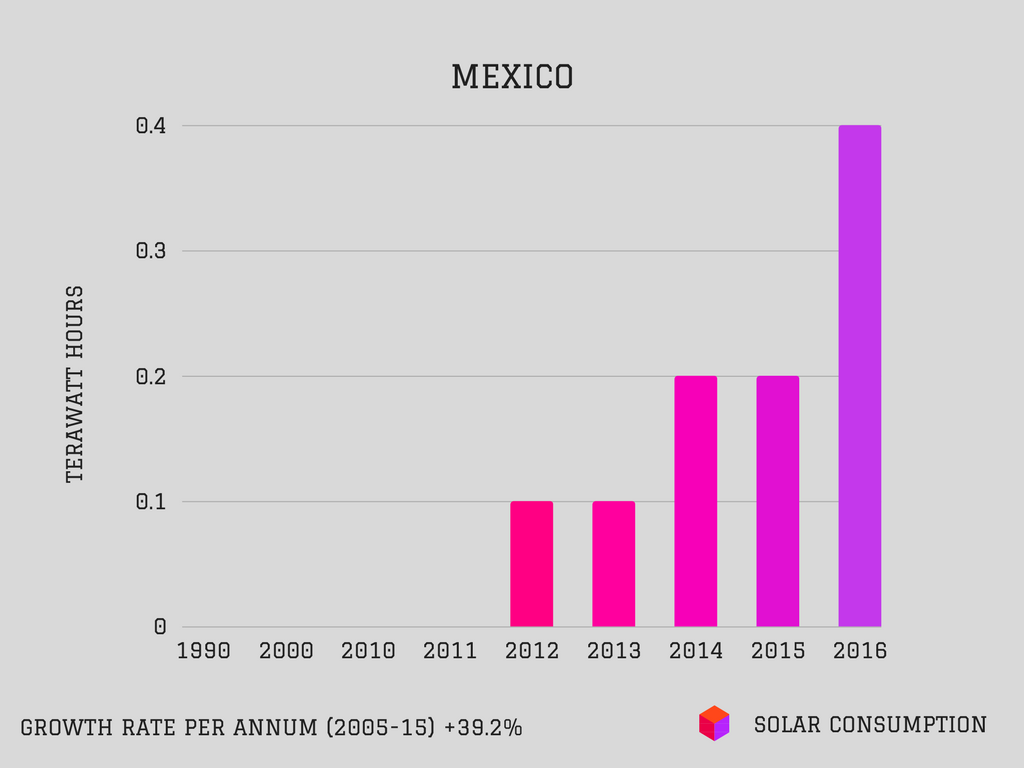 MEXICO
0.4
0.3
0.2
0.1
0
TERAWATT HOURS
1990 2000 2010 2011 2012 2013 2014 2015 2016
GROWTH RATE PER ANNUM (2005-15) +39.2%
SOLAR CONSUMPTION